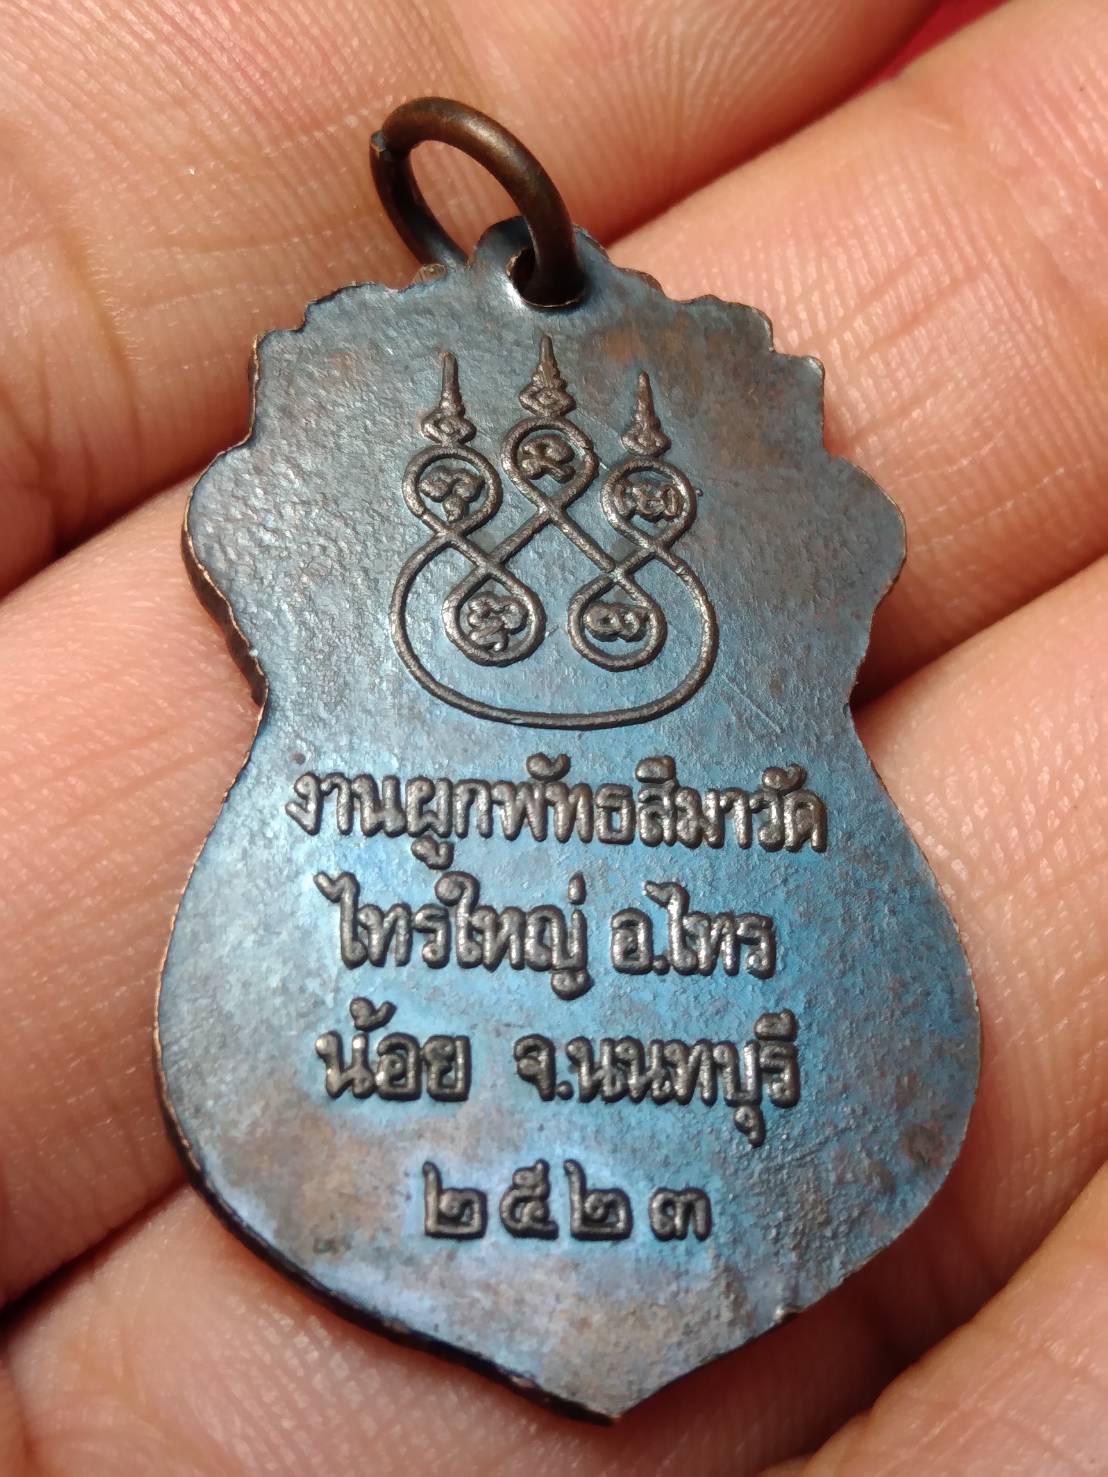 งานผูกพัทธสีมาวัด
ไทรใหญ่ อ.ไทร
น้อย จ.นนทบุรี
๒๕๒๓